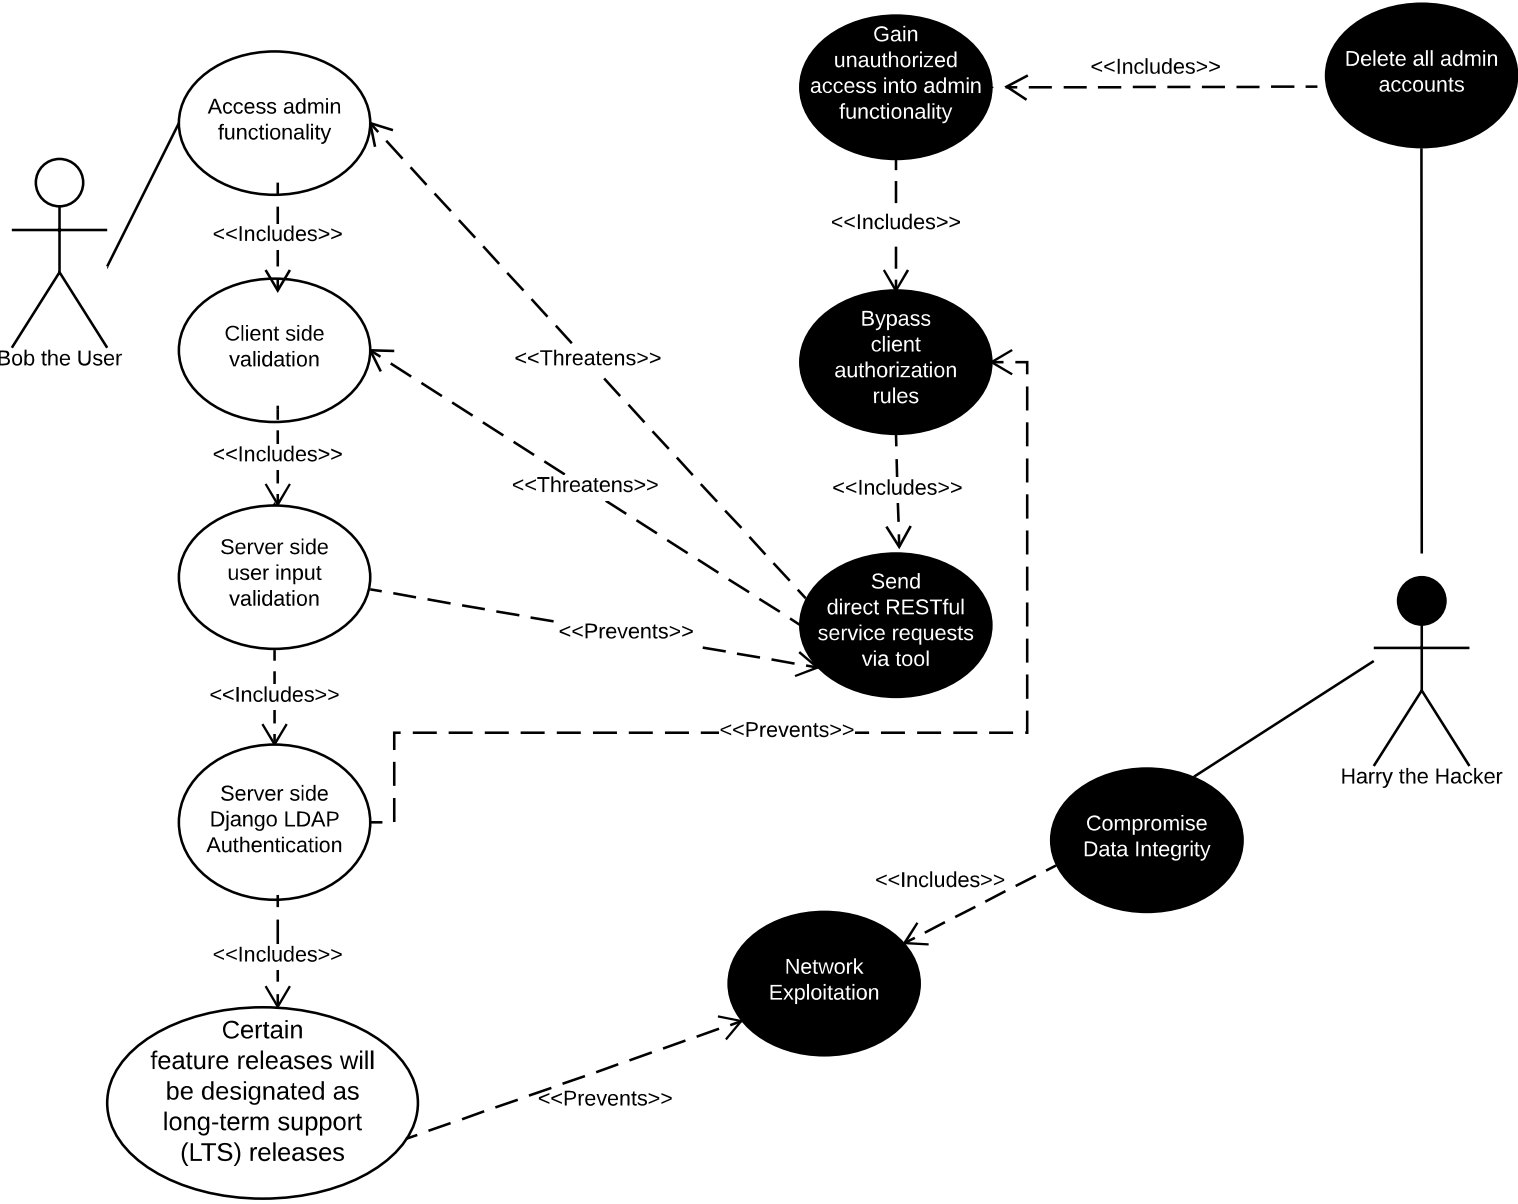 Gain
unauthorized
access into admin
functionality
<<Includes>>
Delete all admin
accounts
Access admin
functionality
<<Includes>>
<<Includes>>
Client side
validation
Bypass
client
authorization
rules
Bob the User
<<Threatens>>
<<Includes>>
<<Threatens>>
<<Includes>>
Server side
user input
validation
Send
direct RESTful
service requests
via tool
<<Prevents>>
<<Includes>>
<<Prevents>>
Harry the Hacker
Server side
Django LDAP
Authentication
Compromise
Data Integrity
<<Includes>>
<<Includes>>
Network
Exploitation
Certain
feature releases will
be designated as
long-term support
(LTS) releases
<<Prevents>>